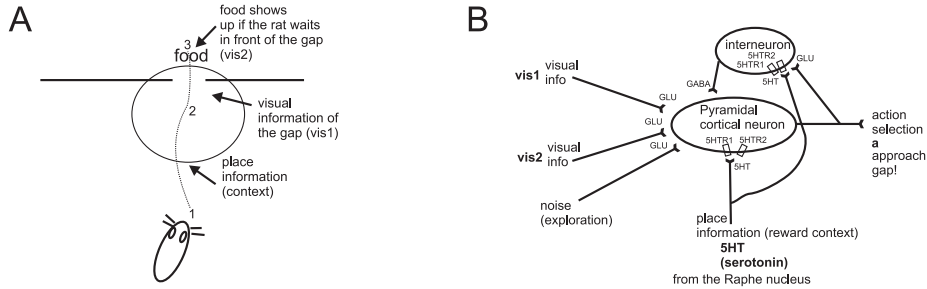 A
food shows
up if the rat waits
in front of the gap
(vis2)
3
food
2
visual
information
of the gap (vis1)
place
information
(context)
1
B
interneuron
5HTR2
5HTR1
GLU
5HT
GABA
vis1
visual
info
GLU
Pyramidal
cortical neuron
GLU
vis2
visual
info
GLU
5HTR1
5HTR2
5HT
action
selection
a
approach
gap!
noise
(exploration)
place
information (reward context)
5HT
(serotonin)
from the Raphe nucleus